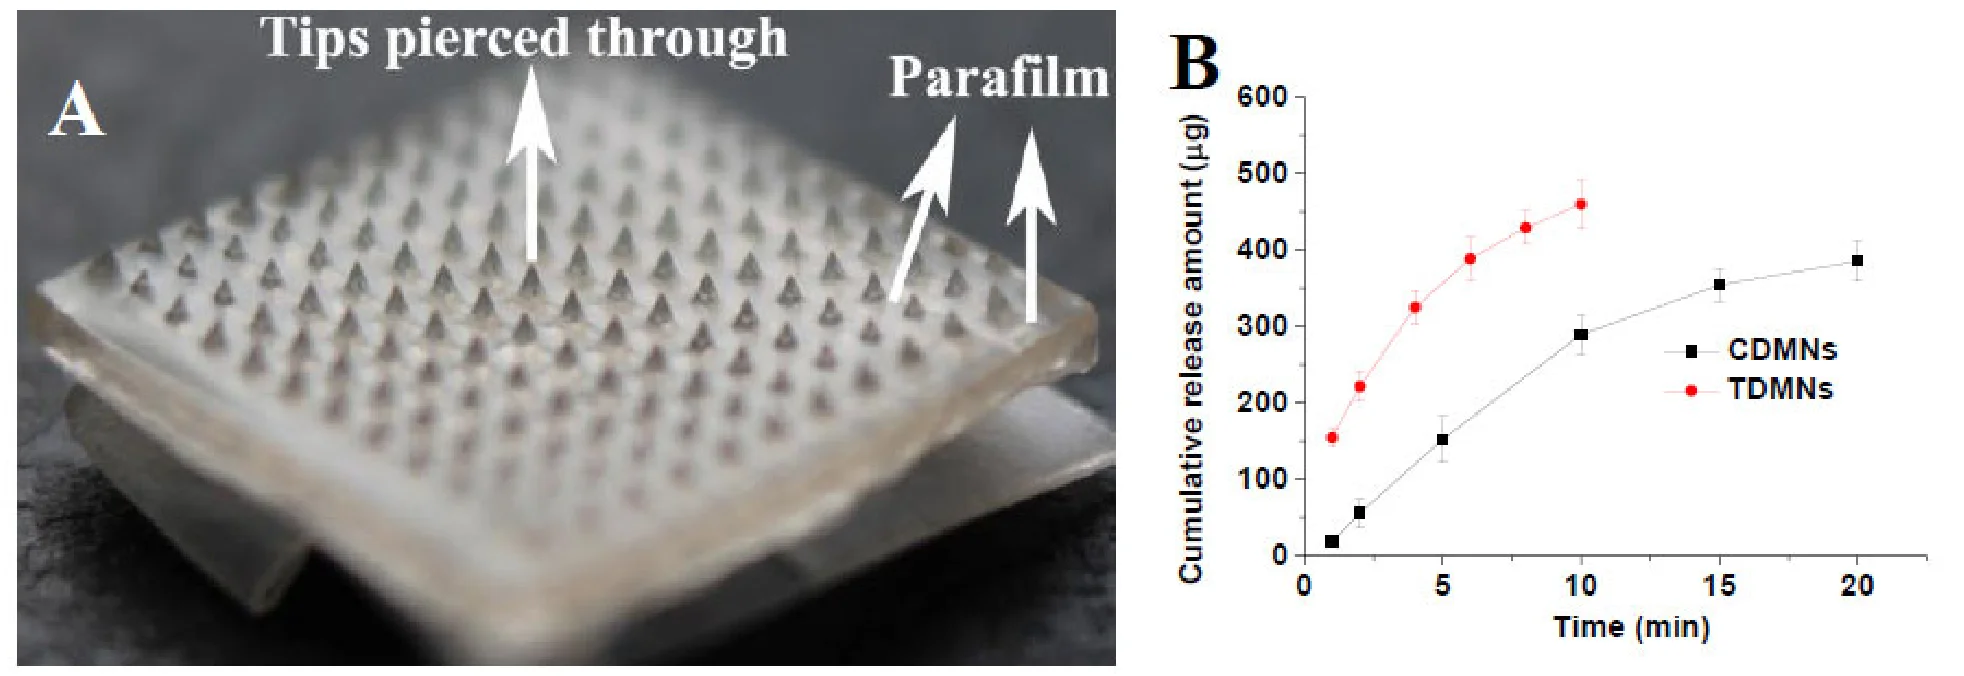 A
Tips pierced through
Parafilm
B
Cumulative release amount (μg)
600
500
400
300
200
100
0
0 5 10 15 20
Time (min)
CDMNs
TDMNs